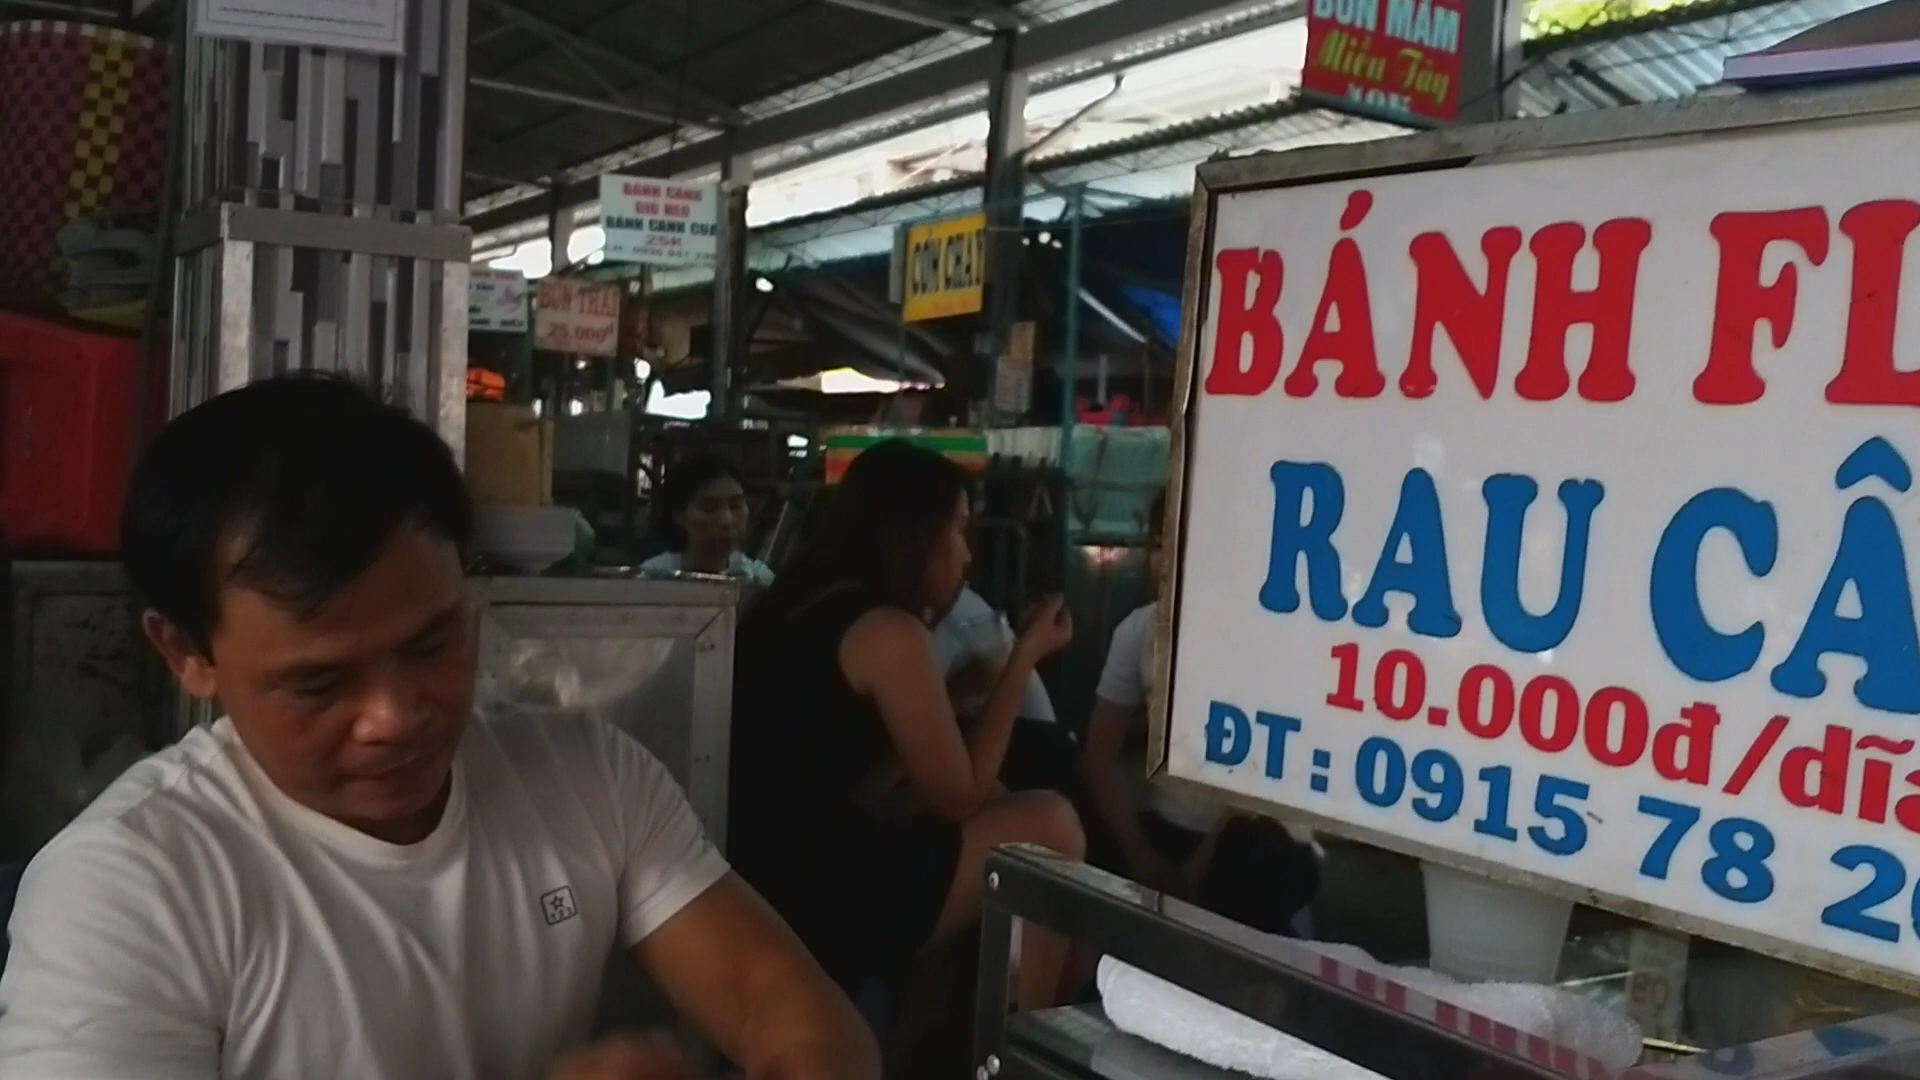 BÚN MẮM
Miền Tây
BÁNH CANH
GIÒ HEO
BÁNH CANH CUA
25K
BÚN THÁI
25.000đ
CƠM CHAY
BÁNH FL
RAU CÂ
10.000đ/dĩ
ĐT: 0915 78 2